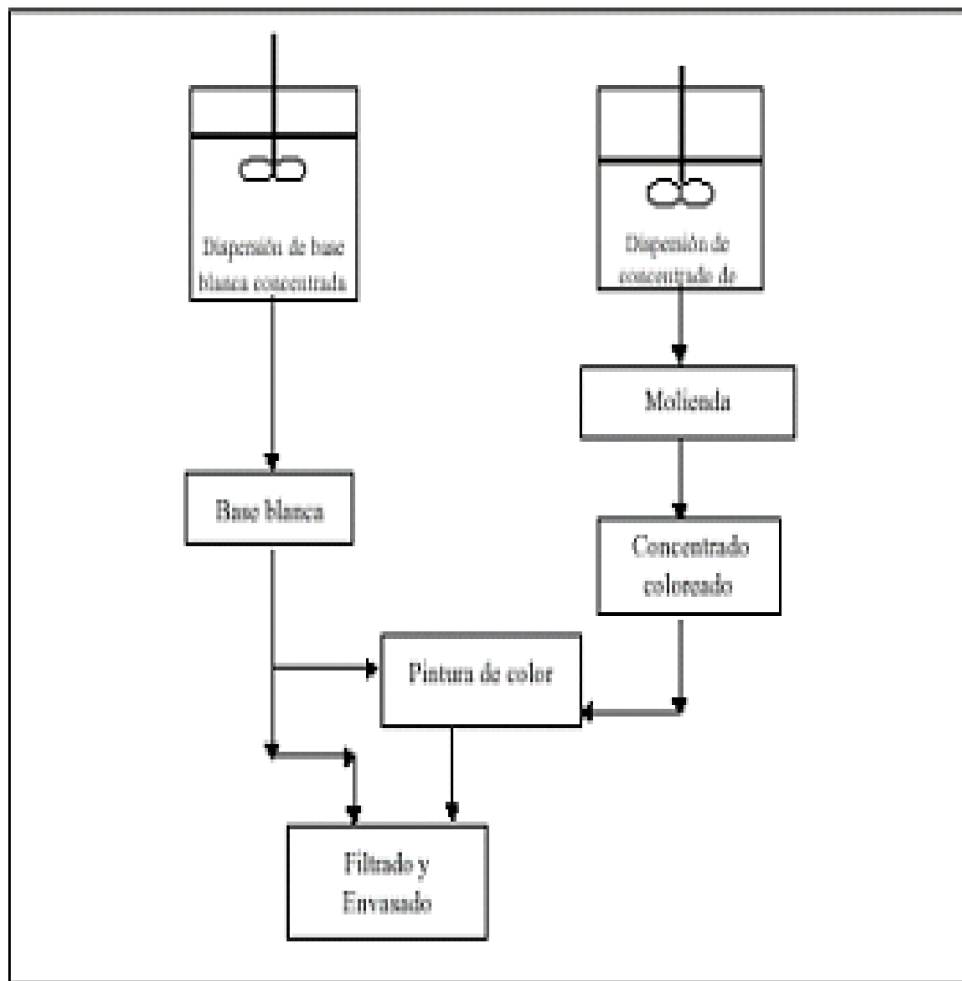 Dispersión de base
blanca concentrada
Dispersión de
concentrado de
Molienda
Base blanca
Concentrado
coloreado
Pintura de color
Filtrado y
Envasado